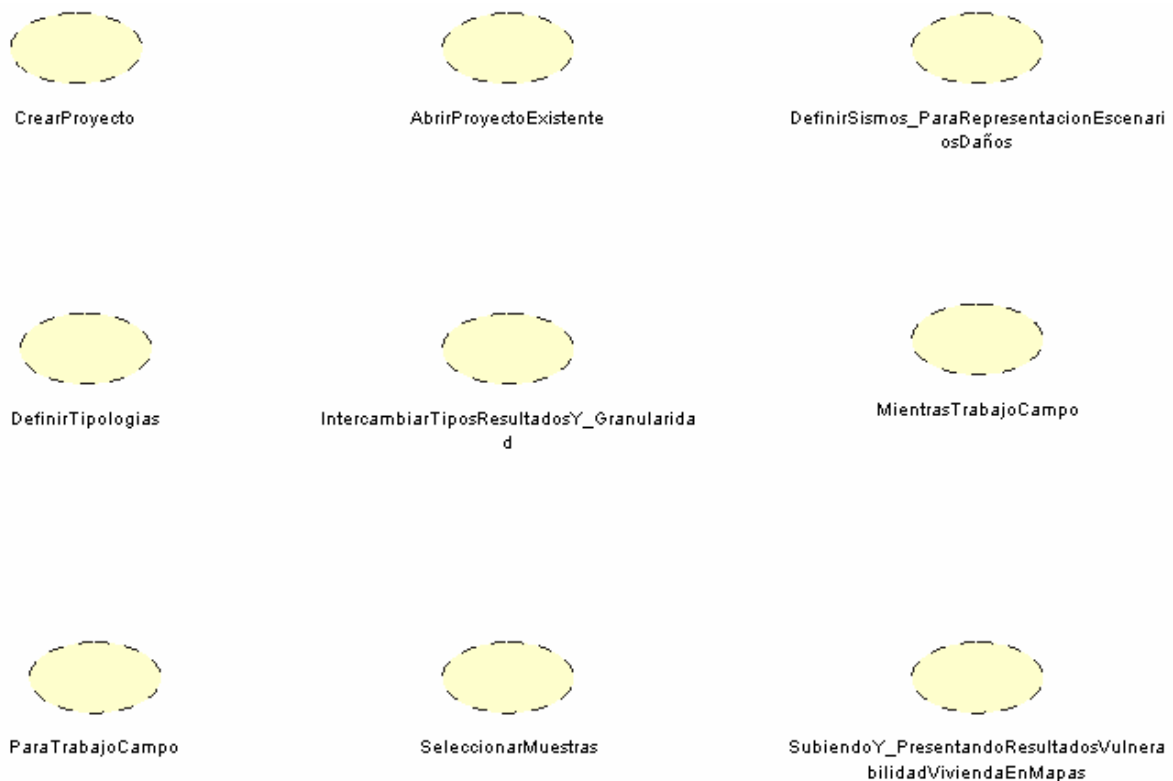 CrearProyecto
AbrirProyectoExistente
DefinirSismos_ParaRepresentacionEscenari
osDaños
DefinirTipologias
IntercambiarTiposResultadosY_Granularida
d
MientrasTrabajoCampo
ParaTrabajoCampo
SeleccionarMuestras
SubiendoY_PresentandoResultadosVulnera
bilidadViviendaEnMapas